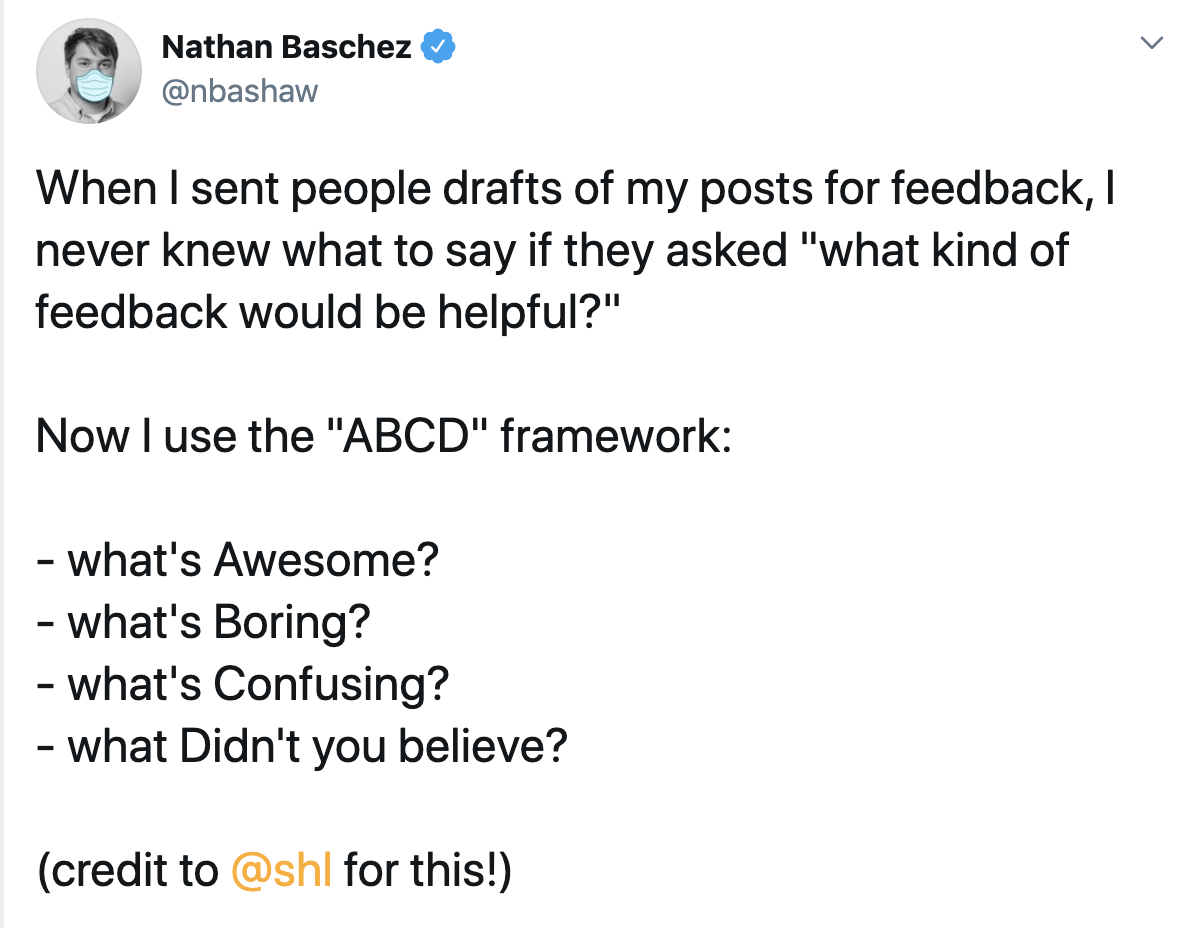 Nathan Baschez
@nbashaw
When I sent people drafts of my posts for feedback, I
never knew what to say if they asked "what kind of
feedback would be helpful?"
Now I use the "ABCD" framework:
- what's Awesome?
- what's Boring?
- what's Confusing?
- what Didn't you believe?
(credit to @shl for this!)